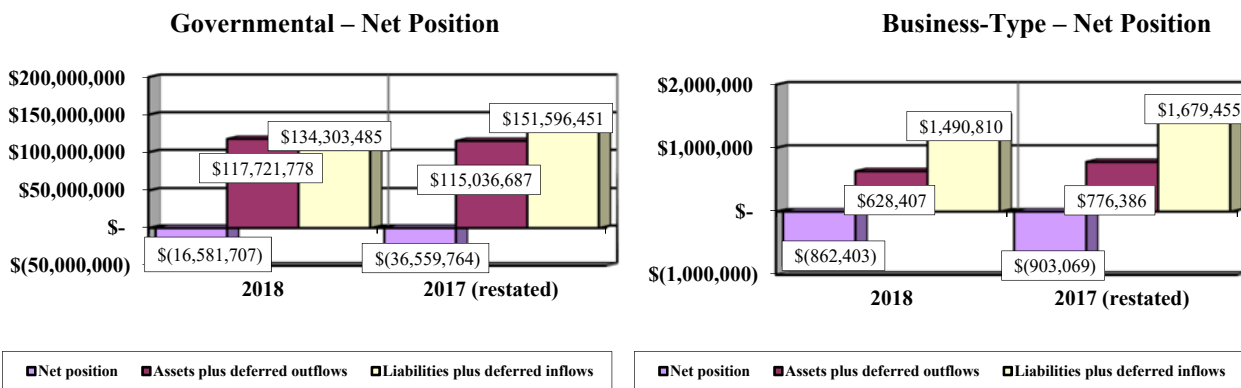 Governmental – Net Position
$200,000,000
$150,000,000
$100,000,000
$50,000,000
$-
$(50,000,000)
$151,596,451
$134,303,485
$117,721,778
$115,036,687
$(16,581,707)
$(36,559,764)
2018
2017 (restated)
Net position
Assets plus deferred outflows
Liabilities plus deferred inflows
Business-Type – Net Position
$2,000,000
$1,000,000
$-
$(1,000,000)
$1,679,455
$1,490,810
$628,407
$776,386
$(862,403)
$(903,069)
2018
2017 (restated)
Net position
Assets plus deferred outflows
Liabilities plus deferred inflows